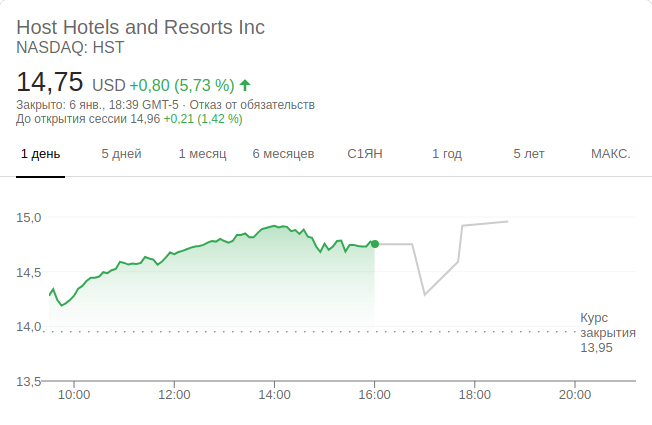 Host Hotels and Resorts Inc
NASDAQ: HST
14,75 USD +0,80 (5,73 %)
Закрыто: 6 янв., 18:39 GMT-5 · Отказ от обязательств
До открытия сессии 14,96 +0,21 (1,42 %)
1 день 5 дней 1 месяц 6 месяцев С1ЯН 1 год 5 лет МАКС.
15,0
14,5
14,0
13,5
Курс
закрытия
13,95
10:00 12:00 14:00 16:00 18:00 20:00